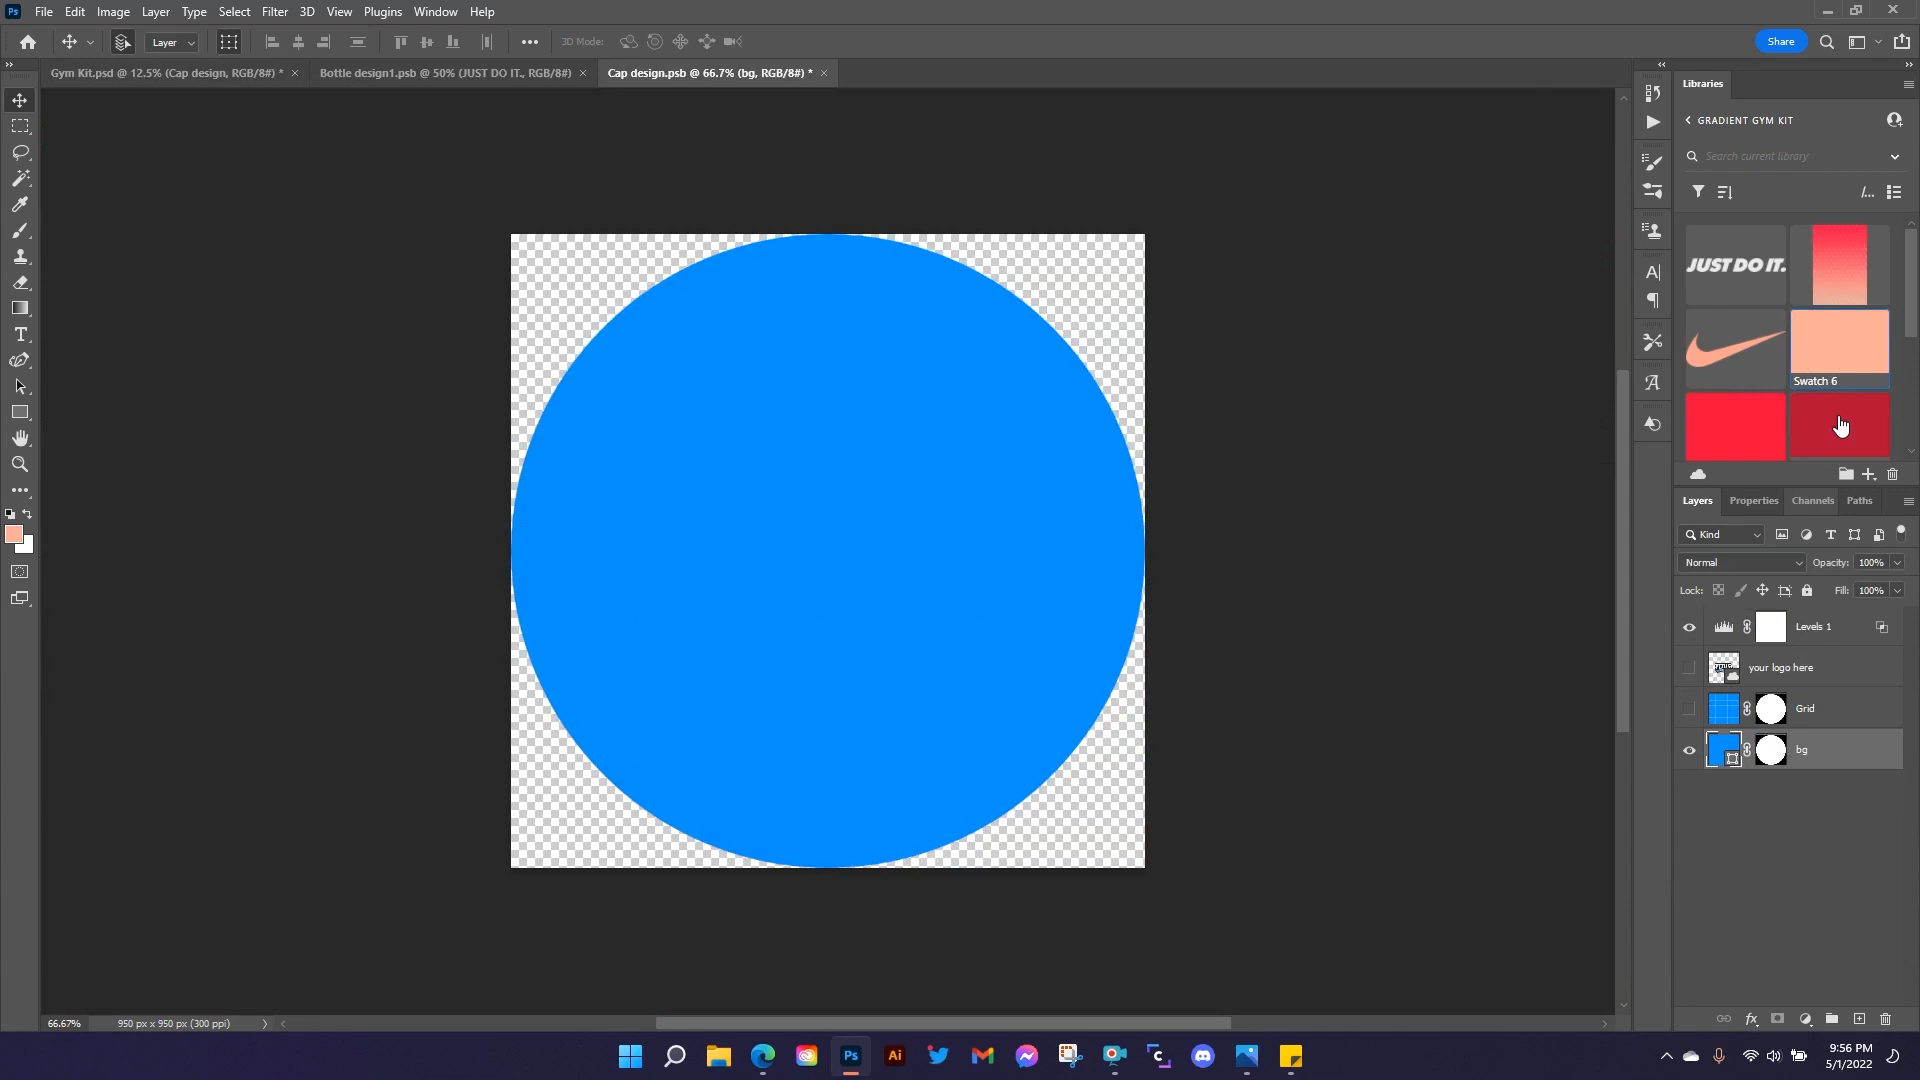 Ps File Edit Image Layer Type Select Filter 3D View Plugins Window Help
Layer 3D Mode: Share
Gym Kit.psd @ 12.5% (Cap design, RGB/8#) * Bottle design1.psb @ 50% (JUST DO IT., RGB/8#) Cap design.psb @ 66.7% (bg, RGB/8#) *
Libraries
GRADIENT GYM KIT
Search current library
JUST DO IT.
Swatch 6
Layers Properties Channels Paths
Kind
Normal Opacity: 100%
Lock: Fill: 100%
Levels 1
your logo here
Grid
bg
66.67% 950 px x 950 px (300 ppi)
Ps Ai
9:56 PM
5/1/2022